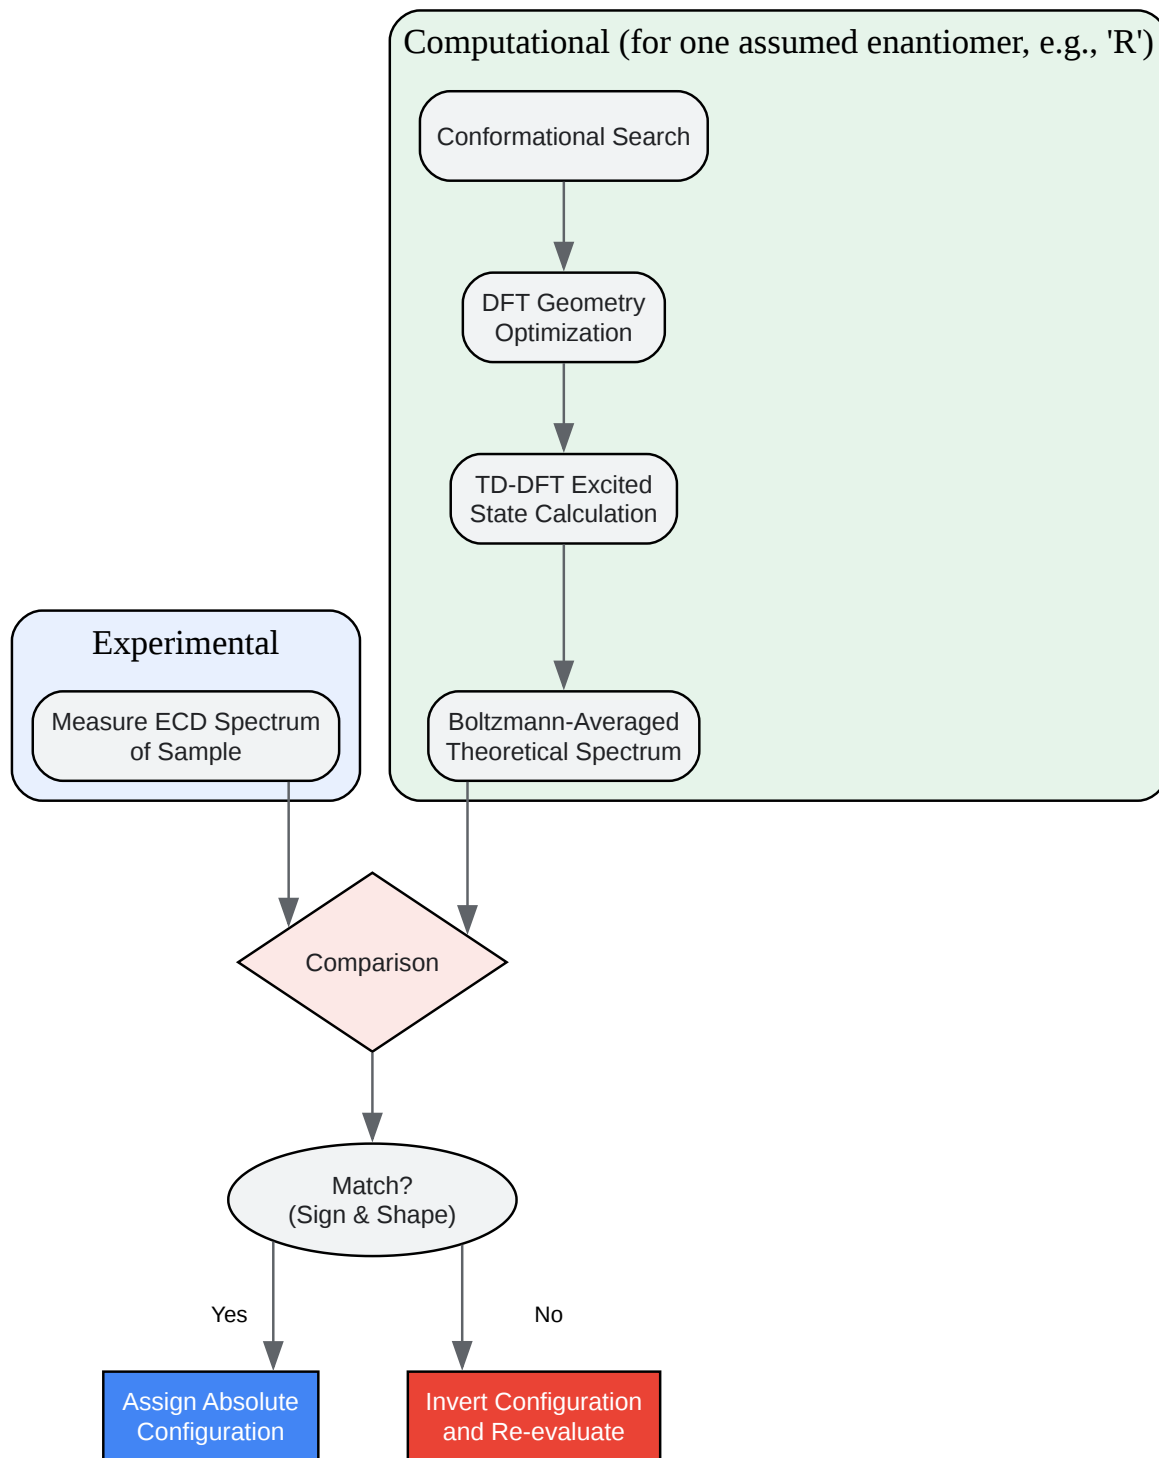 Computational (for one assumed enantiomer, e.g., 'R')
Conformational Search
DFT Geometry
Optimization
TD-DFT Excited
State Calculation
Experimental
Measure ECD Spectrum
of Sample
Boltzmann-Averaged
Theoretical Spectrum
Comparison
Match?
(Sign & Shape)
Yes
No
Assign Absolute
Configuration
Invert Configuration
and Re-evaluate